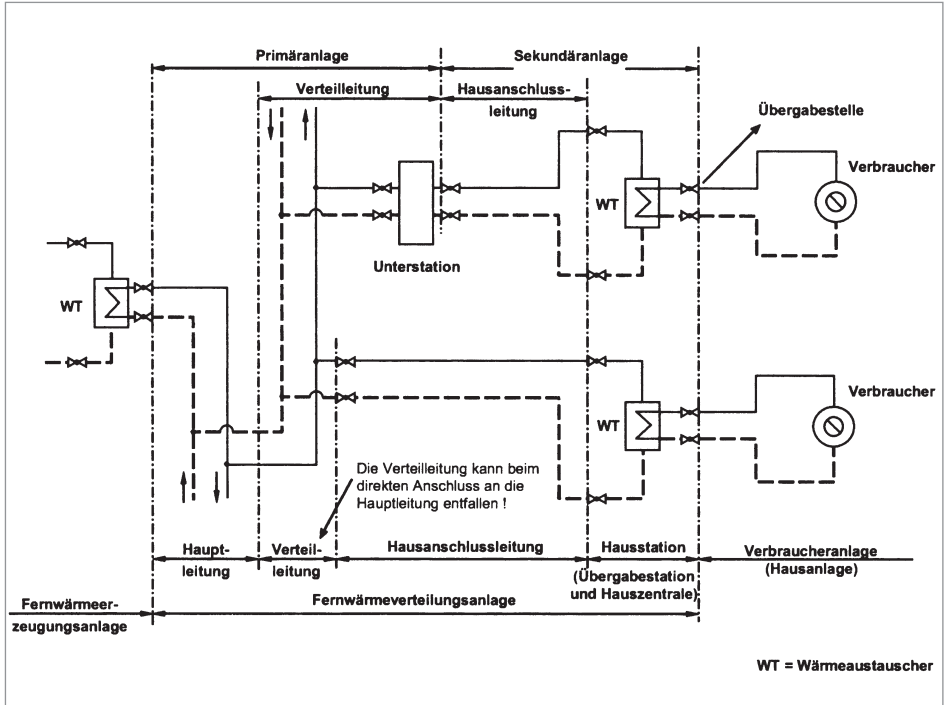 Primäranlage
Sekundäranlage
Verteilleitung
Hausanschluss-
leitung
Übergabestelle
Verbraucher
WT
Unterstation
WT
Verbraucher
WT
Die Verteilleitung kann beim
direkten Anschluss an die
Hauptleitung entfallen !
Haupt-
leitung
Verteil-
leitung
Hausanschlussleitung
Hausstation
(Übergabestation
und Hauszentrale)
Verbraucheranlage
(Hausanlage)
Fernwärmeer-
zeugungsanlage
Fernwärmeverteilungsanlage
WT = Wärmeaustauscher